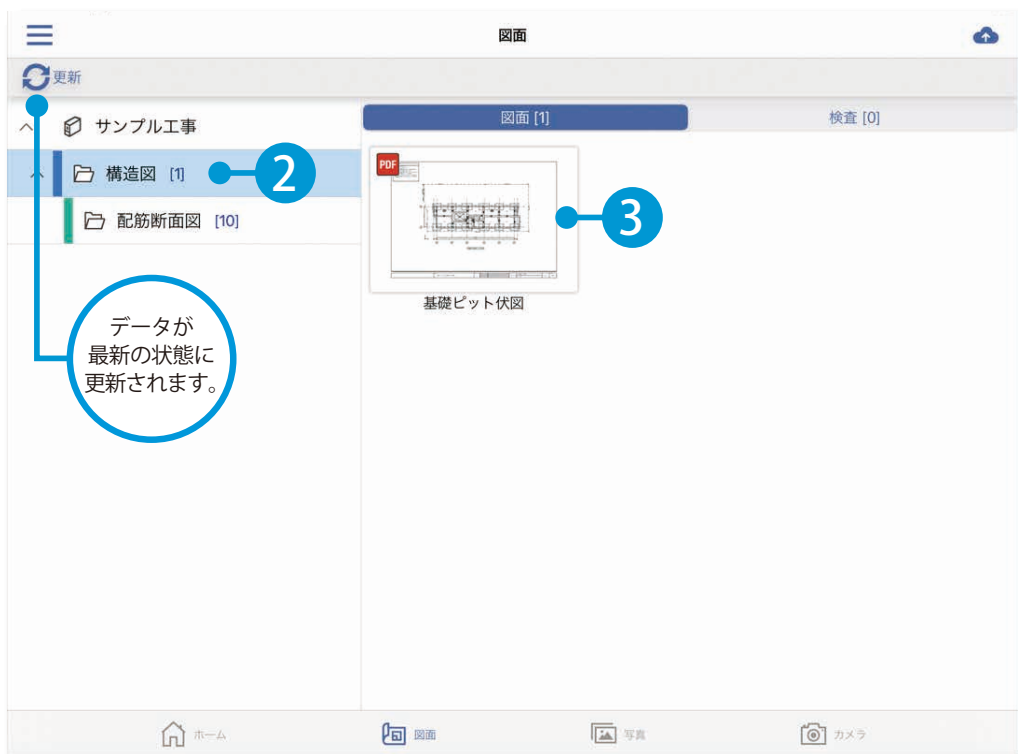 図面
更新
サンプル工事
図面 [1]
検査 [0]
構造図 [1]
2
PDF
3
配筋断面図 [10]
基礎ピット伏図
データが
最新の状態に
更新されます。
ホーム
図面
写真
カメラ